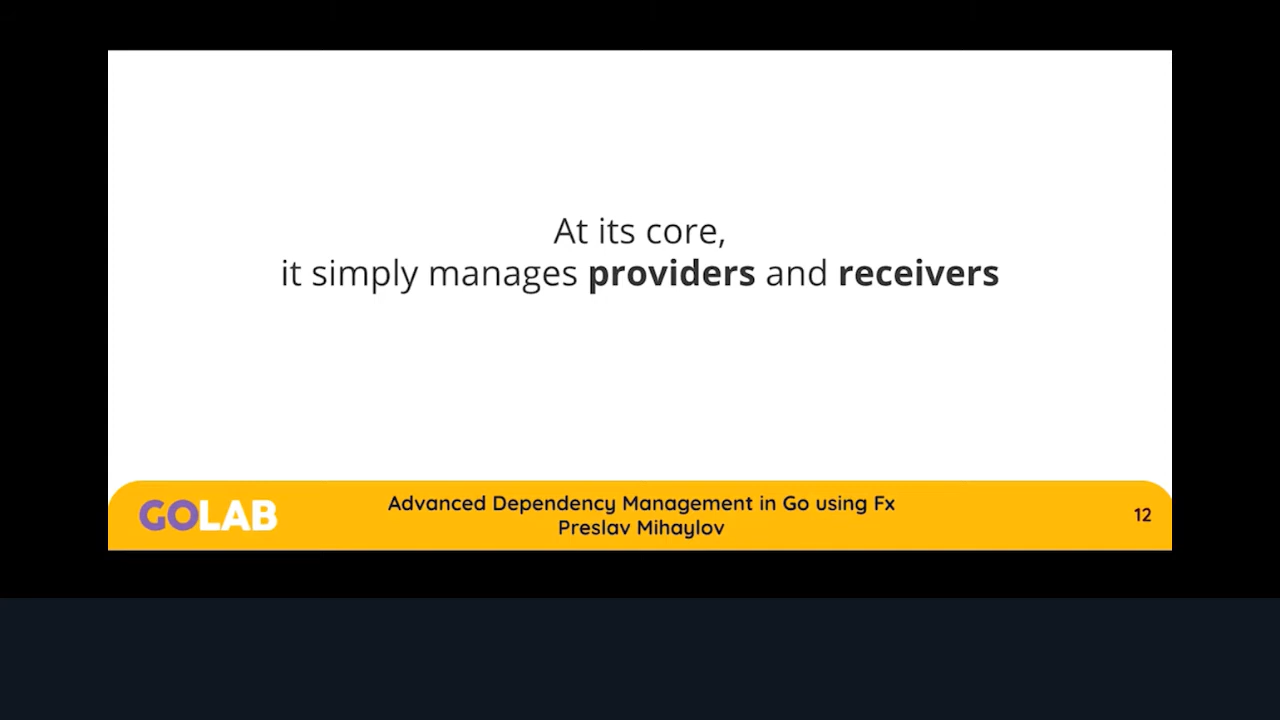 At its core,
it simply manages providers and receivers
GOLAB
Advanced Dependency Management in Go using Fx
Preslav Mihaylov
12